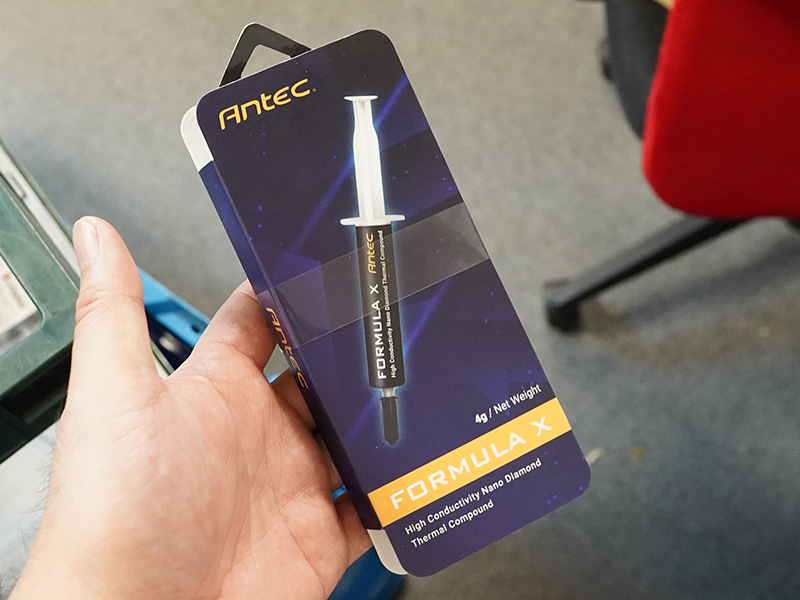 Antec
Antec
FORMULA X
High Conductivity Nano Diamond Thermal Compound
Antec
4g / Net Weight
FORMULA X
High Conductivity Nano Diamond
Thermal Compound